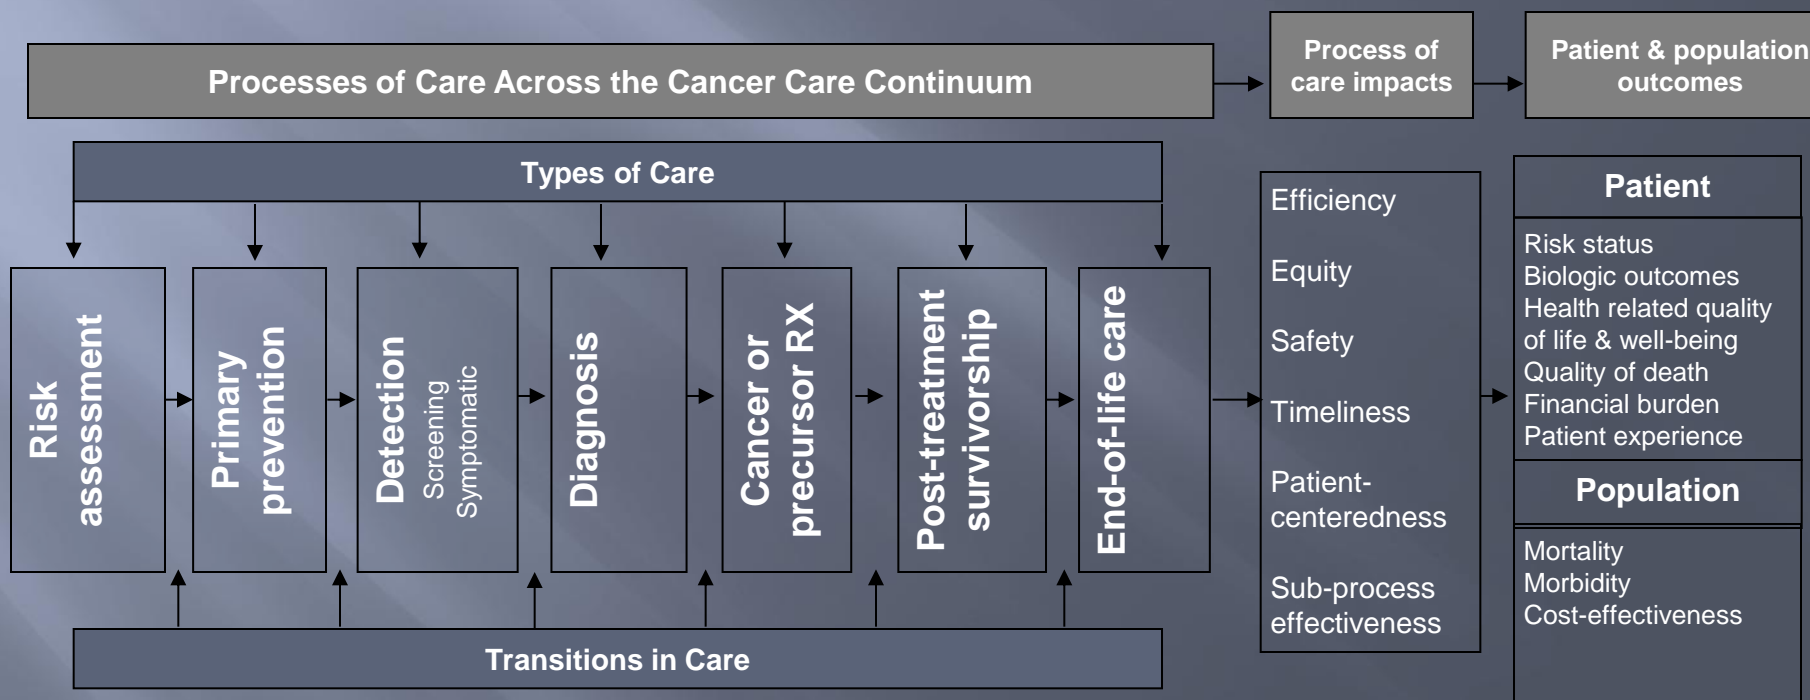 Processes of Care Across the Cancer Care Continuum
Process of
care impacts
Patient & population
outcomes
Types of Care
Risk
assessment
Primary
prevention
Detection
Screening
Symptomatic
Diagnosis
Cancer or
precursor RX
Post-treatment
survivorship
End-of-life care
Transitions in Care
Efficiency
Equity
Safety
Timeliness
Patient-
centeredness
Sub-process
effectiveness
Patient
Risk status
Biologic outcomes
Health related quality
of life & well-being
Quality of death
Financial burden
Patient experience
Population
Mortality
Morbidity
Cost-effectiveness